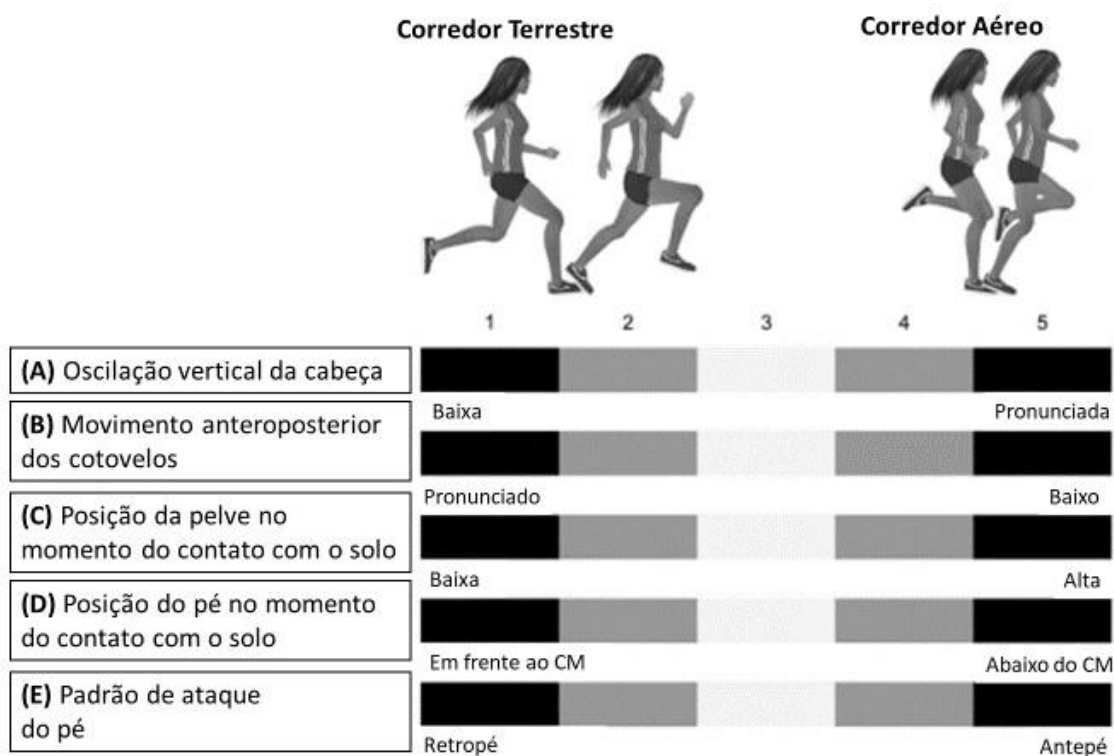 Corredor Terrestre
Corredor Aéreo
1 2 3 4 5
(A) Oscilação vertical da cabeça
Baixa Pronunciada
(B) Movimento anteroposterior
dos cotovelos
Pronunciado Baixo
(C) Posição da pelve no
momento do contato com o solo
Baixa Alta
(D) Posição do pé no momento
do contato com o solo
Em frente ao CM Abaixo do CM
(E) Padrão de ataque
do pé
Retropé Antepé